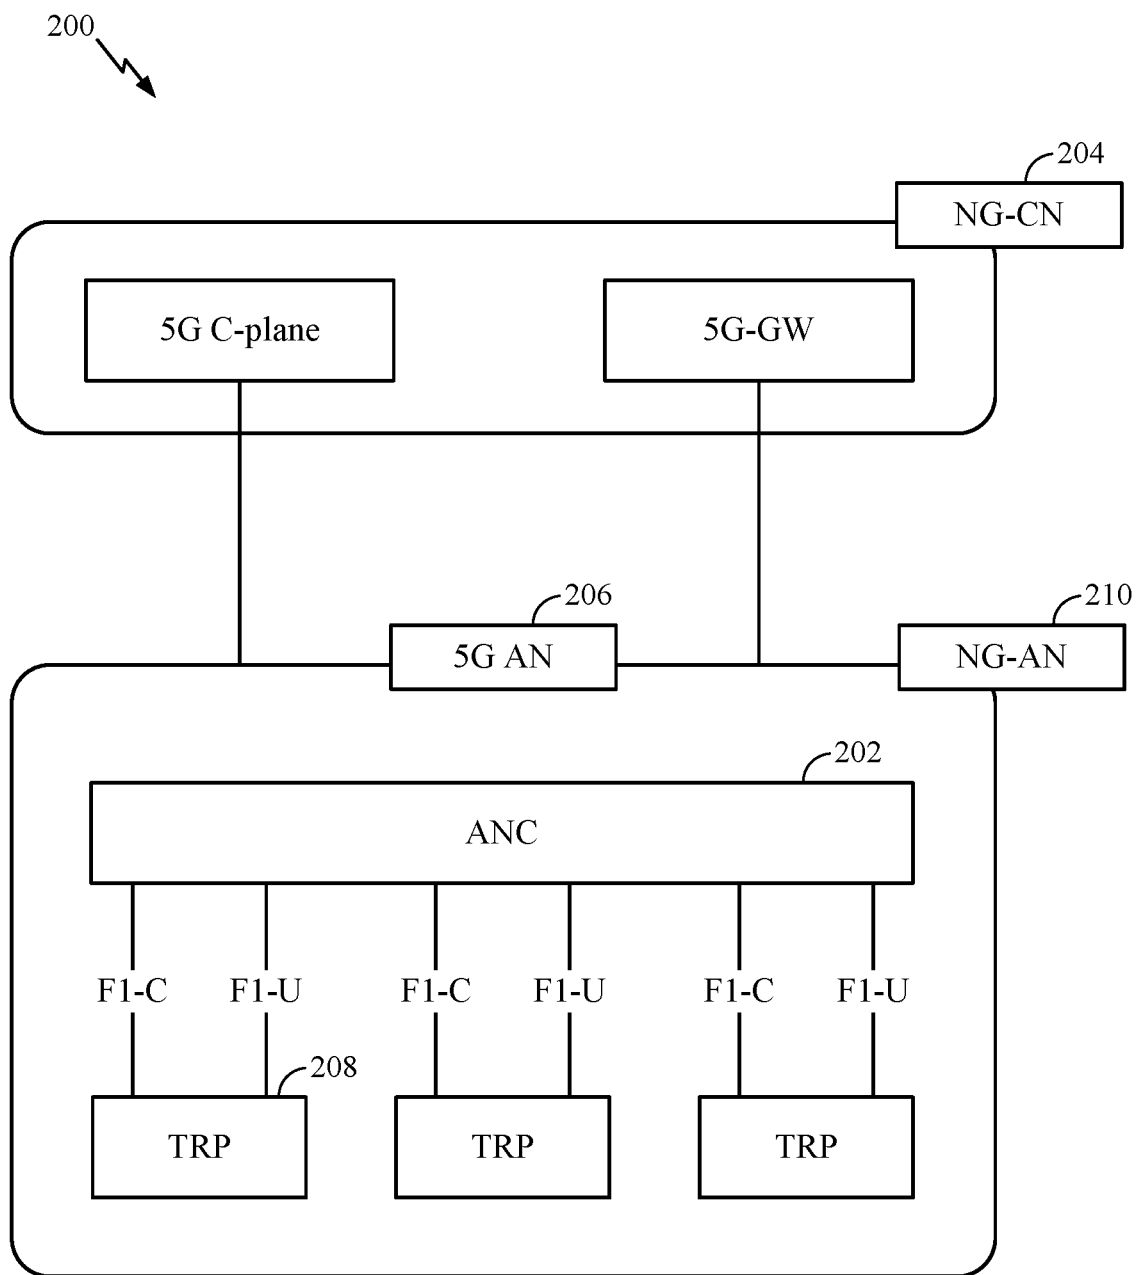 200
204
NG-CN
5G C-plane
5G-GW
206
210
5G AN
NG-AN
202
ANC
F1-C
F1-U
F1-C
F1-U
F1-C
F1-U
208
TRP
TRP
TRP